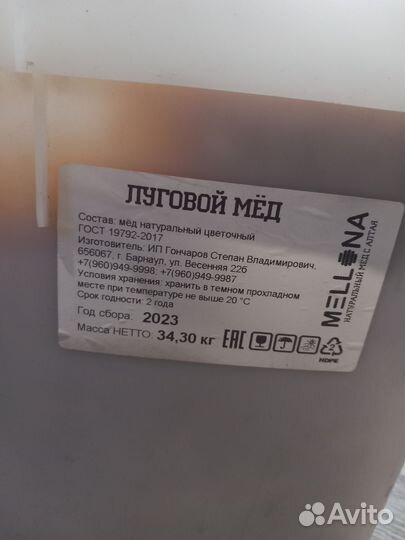 ЛУГОВОЙ МЁД
Состав: мёд натуральный цветочный
ГОСТ 19792-2017
Изготовитель: ИП Гончаров Степан Владимирович,
656067, г. Барнаул, ул. Весенняя 22б
+7(960)949-9998; +7(960)949-9987
Условия хранения: хранить в темном прохладном
месте при температуре не выше 20 °С
Срок годности: 2 года
Год сбора: 2023
Масса НЕТТО: 34,30 кг
EAC
2
HDPE
MELLONA
НАТУРАЛЬНЫЙ МЁД С АЛТАЯ
Avito